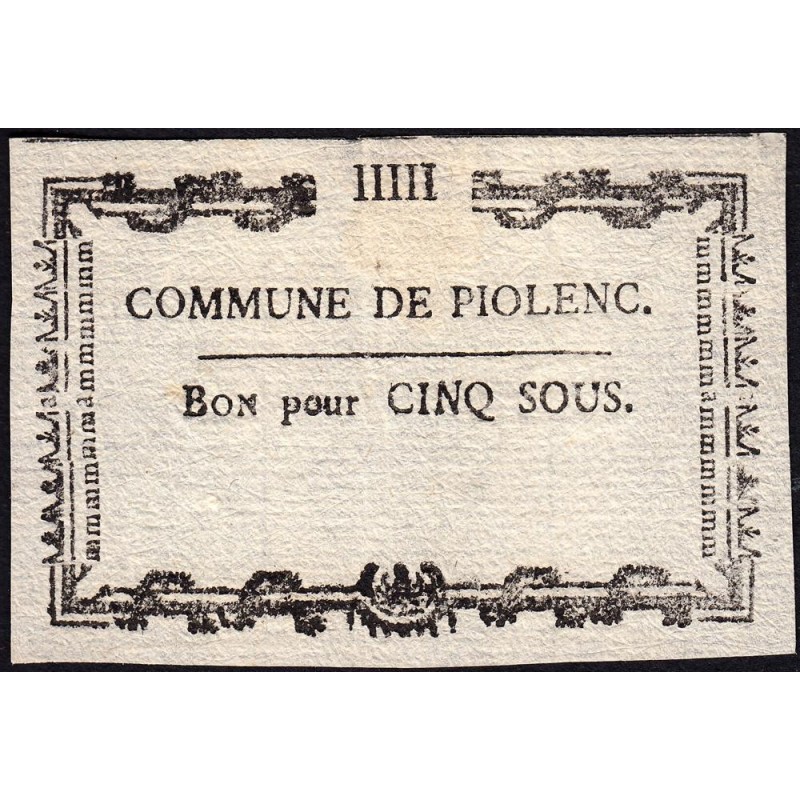 IIIII
COMMUNE DE PIOLENC.
BON pour CINQ SOUS.